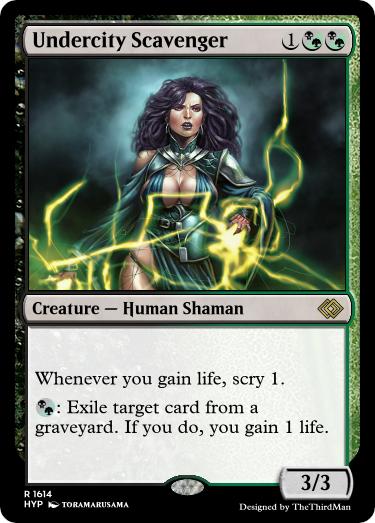 Undercity Scavenger 1
Creature — Human Shaman
Whenever you gain life, scry 1.
: Exile target card from a
graveyard. If you do, you gain 1 life.
3/3
R 1614
HYP TORAMARUSAMA
Designed by TheThirdMan